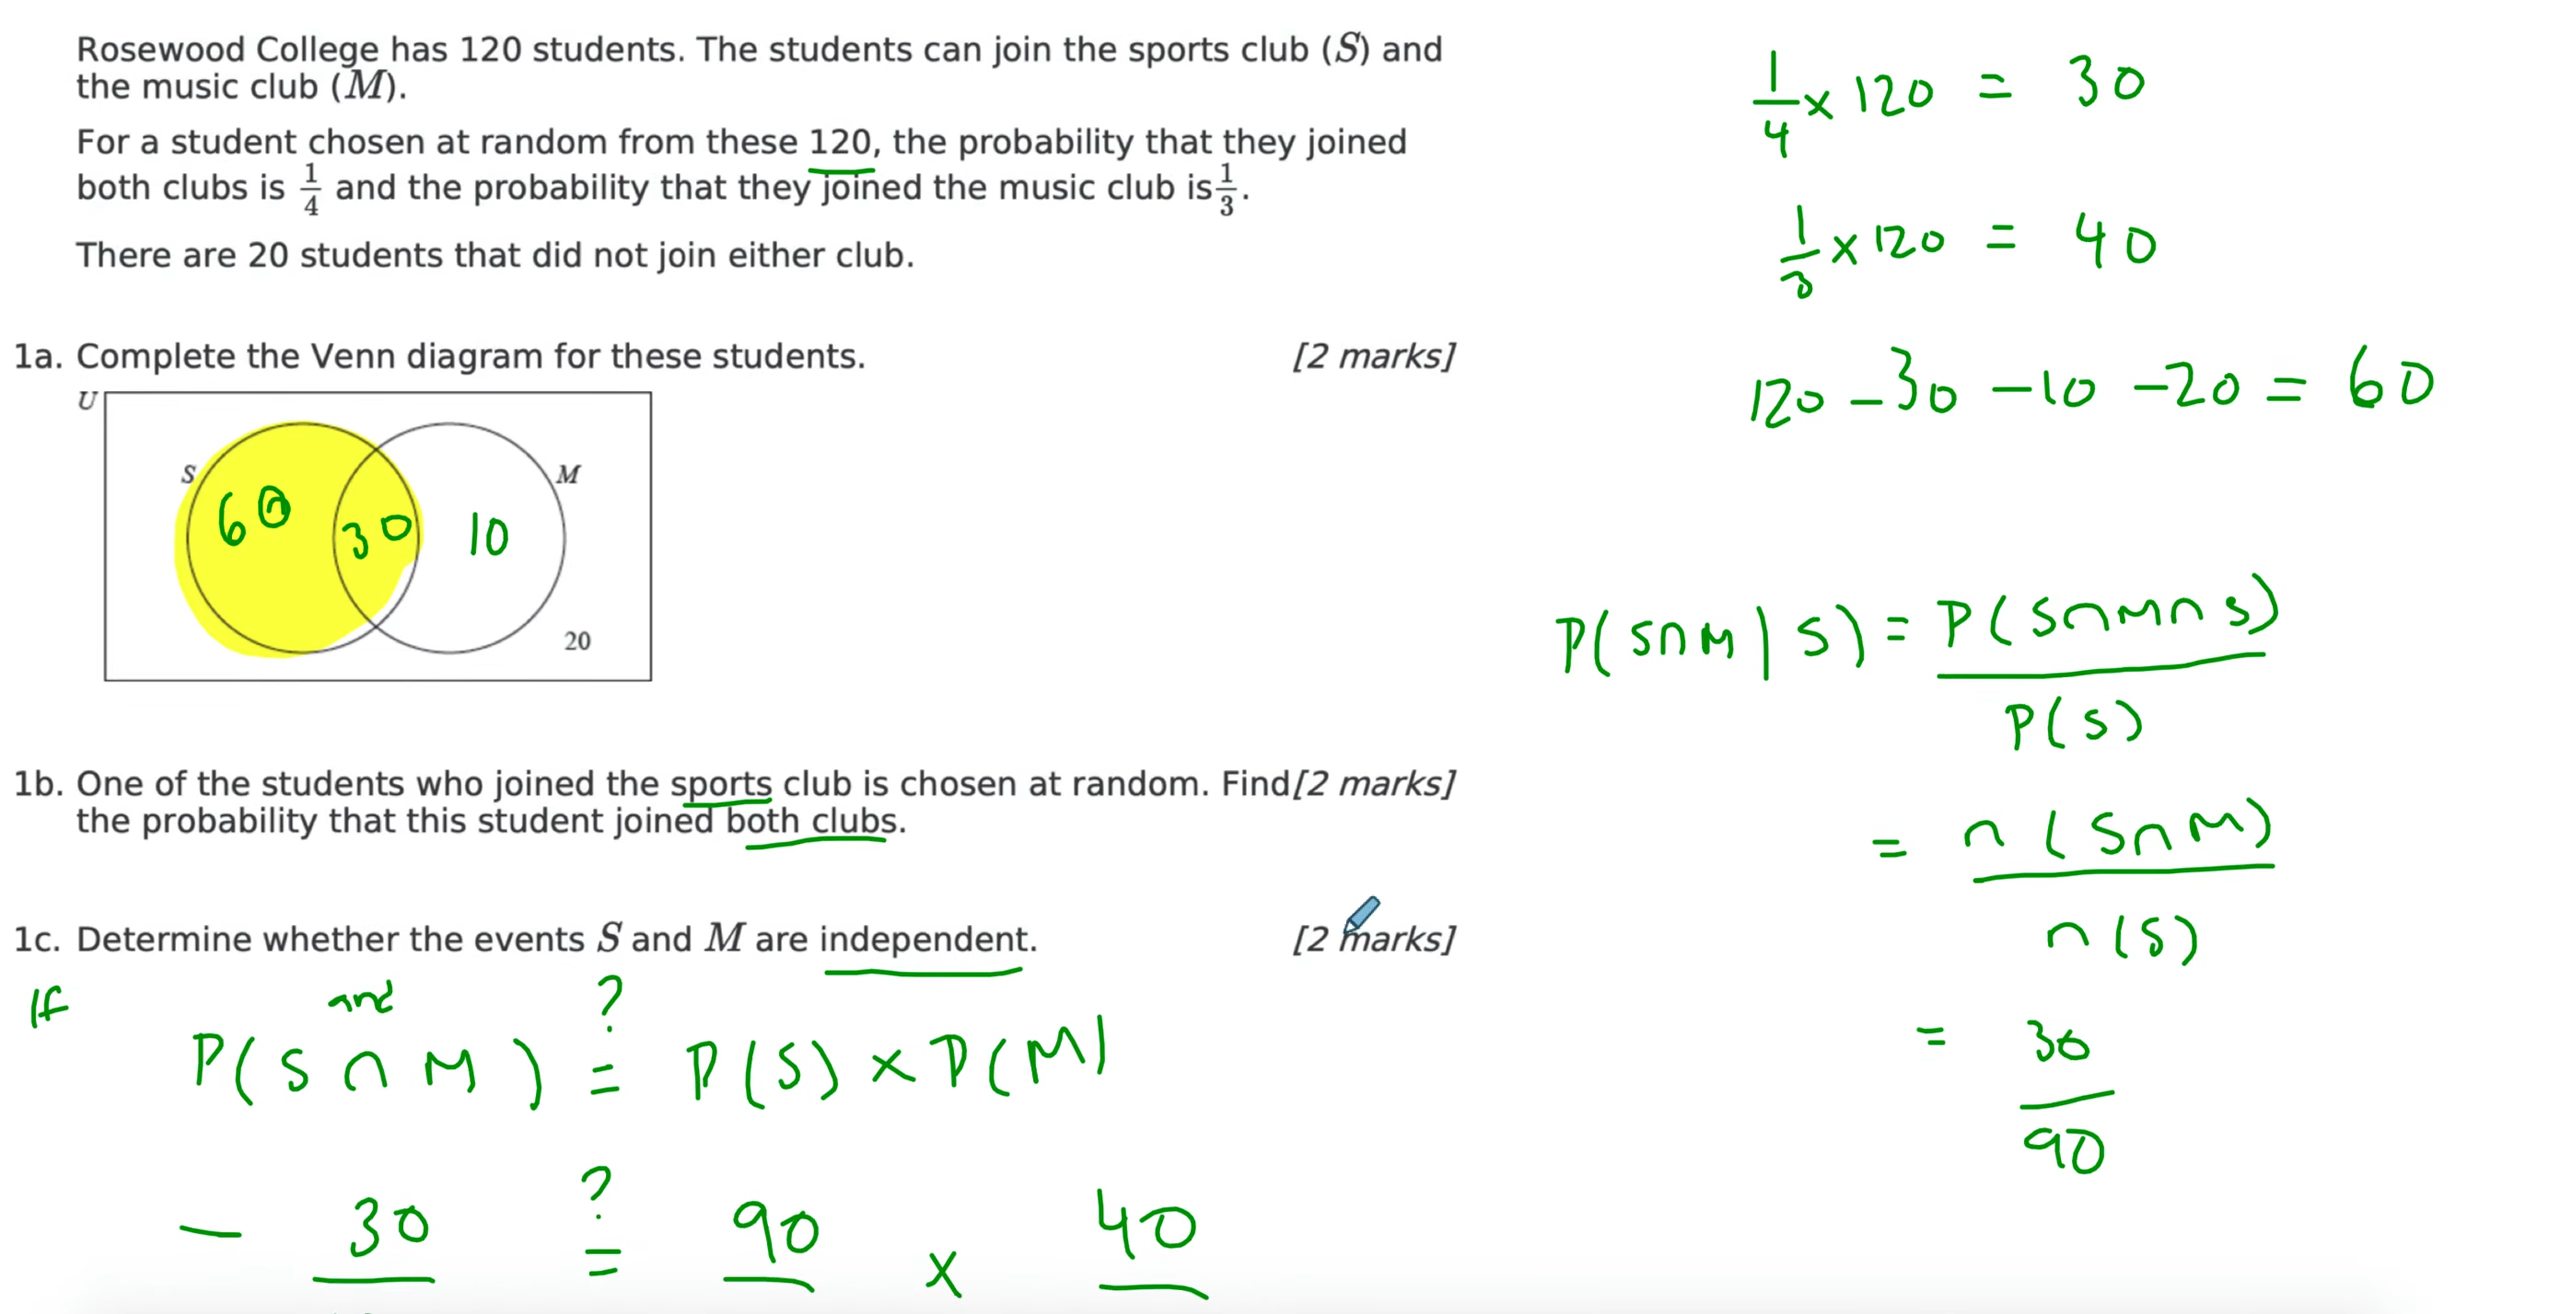 Rosewood College has 120 students. The students can join the sports club (S) and
the music club (M).
For a student chosen at random from these 120, the probability that they joined
both clubs is 1/4 and the probability that they joined the music club is 1/3.
There are 20 students that did not join either club.
1a. Complete the Venn diagram for these students. [2 marks]
U
S M
60 30 10
20
1b. One of the students who joined the sports club is chosen at random. Find [2 marks]
the probability that this student joined both clubs.
1c. Determine whether the events S and M are independent. [2 marks]
If and ?
P(S ∩ M) = P(S) × P(M)
?
— 30 = 90 × 40
1/4 × 120 = 30
1/3 × 120 = 40
120 - 30 - 10 - 20 = 60
P(S∩M | S) = P(S∩M∩S)
P(S)
= n(S∩M)
n(S)
= 30
90